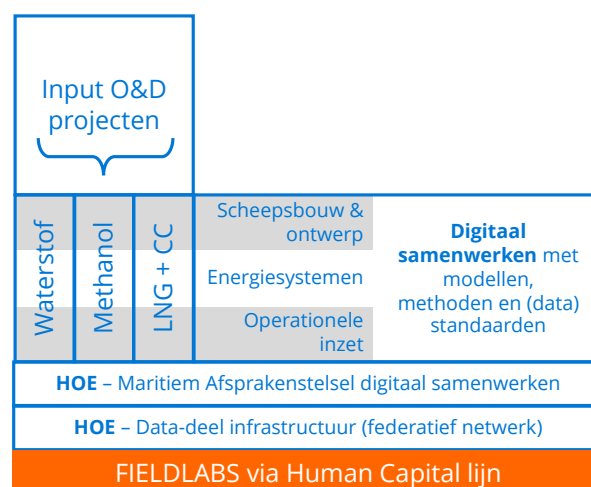 Input O&D
projecten
Waterstof
Methanol
LNG + CC
Scheepsbouw &
ontwerp
Energiesystemen
Operationele
inzet
Digitaal
samenwerken met
modellen,
methoden en (data)
standaarden
HOE – Maritiem Afsprakenstelsel digitaal samenwerken
HOE – Data-deel infrastructuur (federatief netwerk)
FIELDLABS via Human Capital lijn